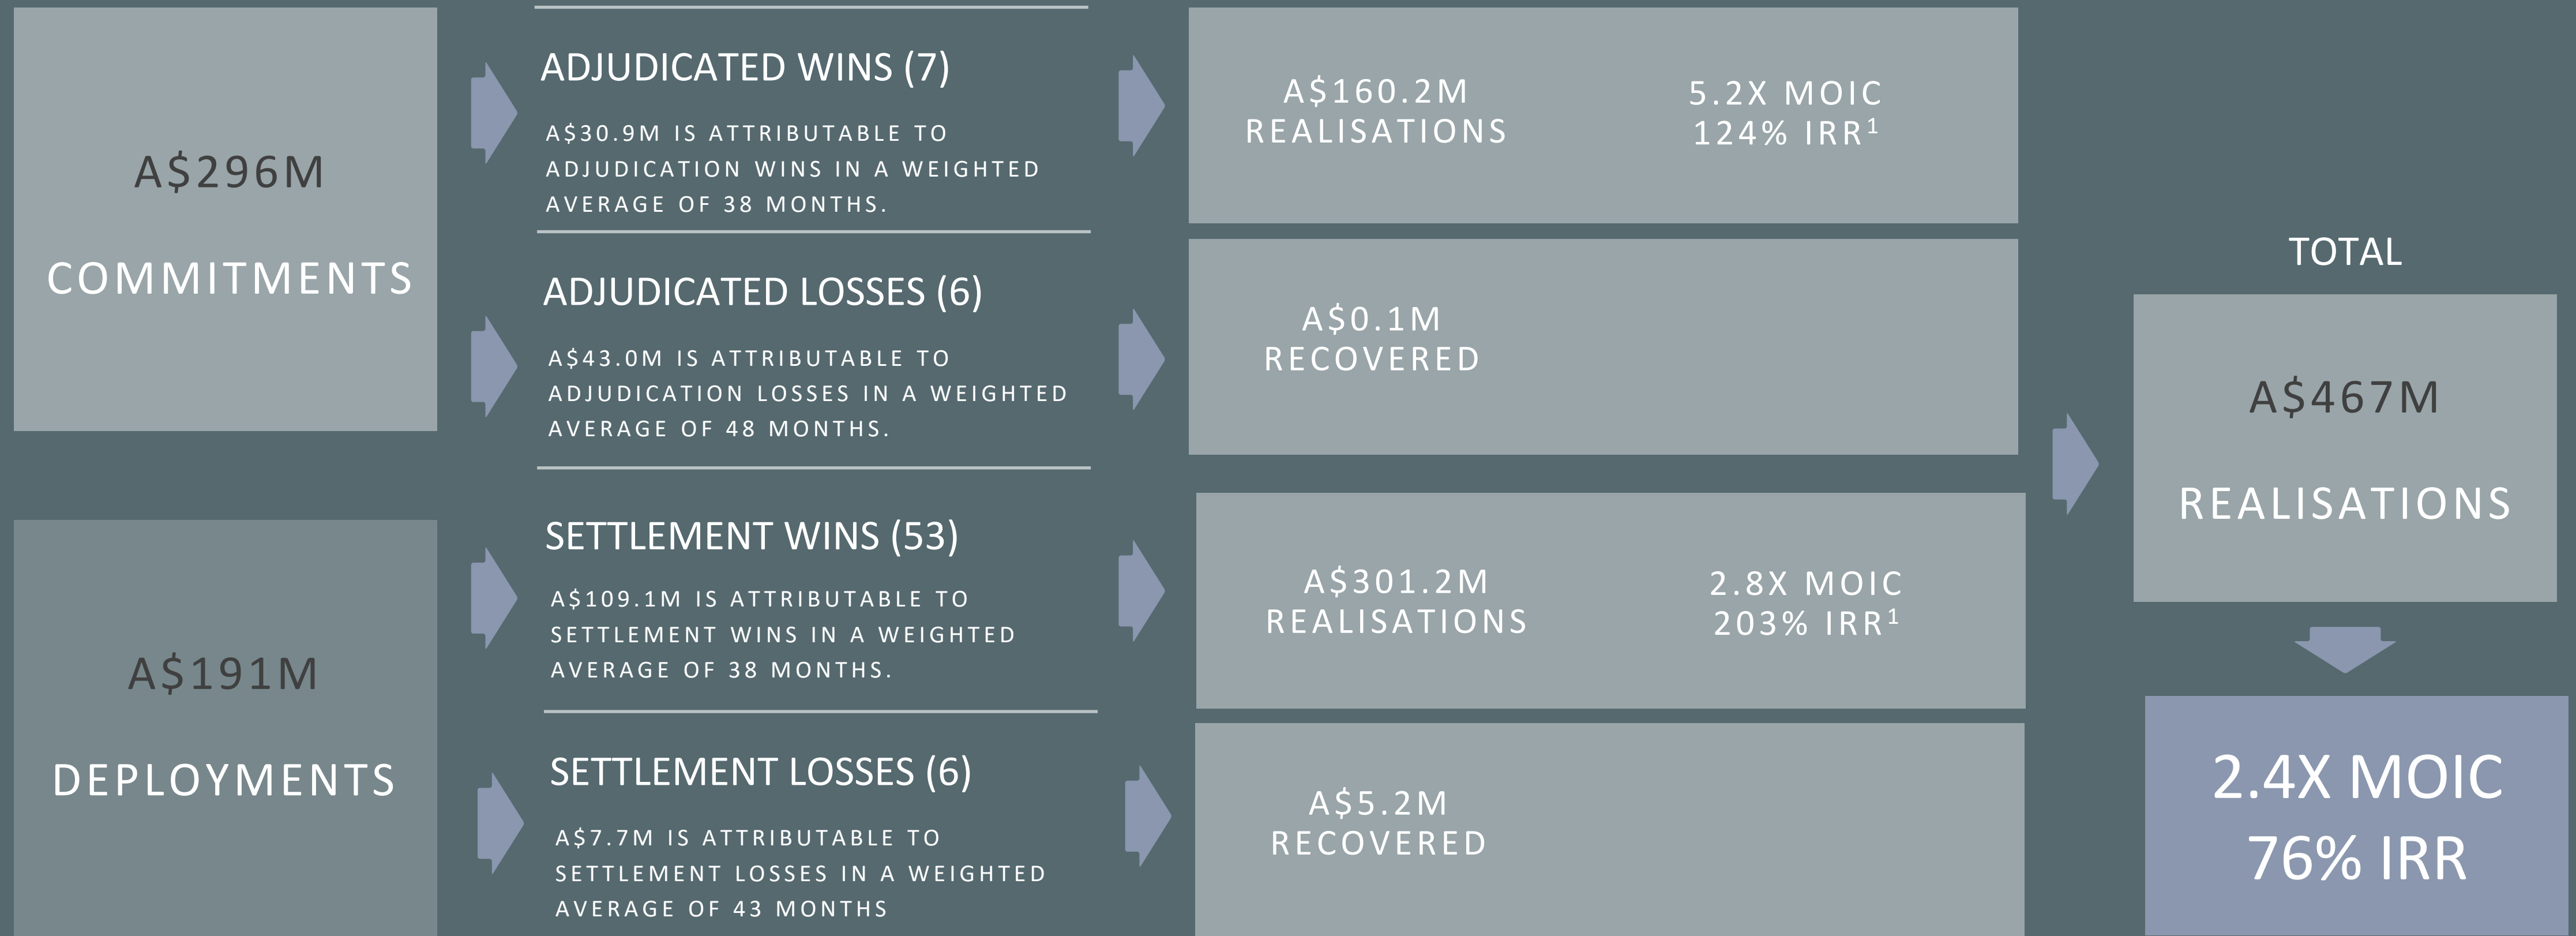 A$296M
COMMITMENTS
A$191M
DEPLOYMENTS
ADJUDICATED WINS (7)
A$30.9M IS ATTRIBUTABLE TO
ADJUDICATION WINS IN A WEIGHTED
AVERAGE OF 38 MONTHS.
A$160.2M
REALISATIONS
5.2X MOIC
124% IRR¹
ADJUDICATED LOSSES (6)
A$43.0M IS ATTRIBUTABLE TO
ADJUDICATION LOSSES IN A WEIGHTED
AVERAGE OF 48 MONTHS.
A$0.1M
RECOVERED
SETTLEMENT WINS (53)
A$109.1M IS ATTRIBUTABLE TO
SETTLEMENT WINS IN A WEIGHTED
AVERAGE OF 38 MONTHS.
A$301.2M
REALISATIONS
2.8X MOIC
203% IRR¹
SETTLEMENT LOSSES (6)
A$7.7M IS ATTRIBUTABLE TO
SETTLEMENT LOSSES IN A WEIGHTED
AVERAGE OF 43 MONTHS
A$5.2M
RECOVERED
TOTAL
A$467M
REALISATIONS
2.4X MOIC
76% IRR